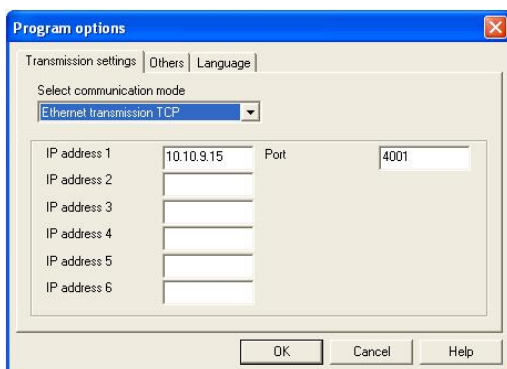 Program options
Transmission settings Others Language
Select communication mode
Ethernet transmission TCP
IP address 1 10.10.9.15 Port 4001
IP address 2
IP address 3
IP address 4
IP address 5
IP address 6
OK Cancel Help